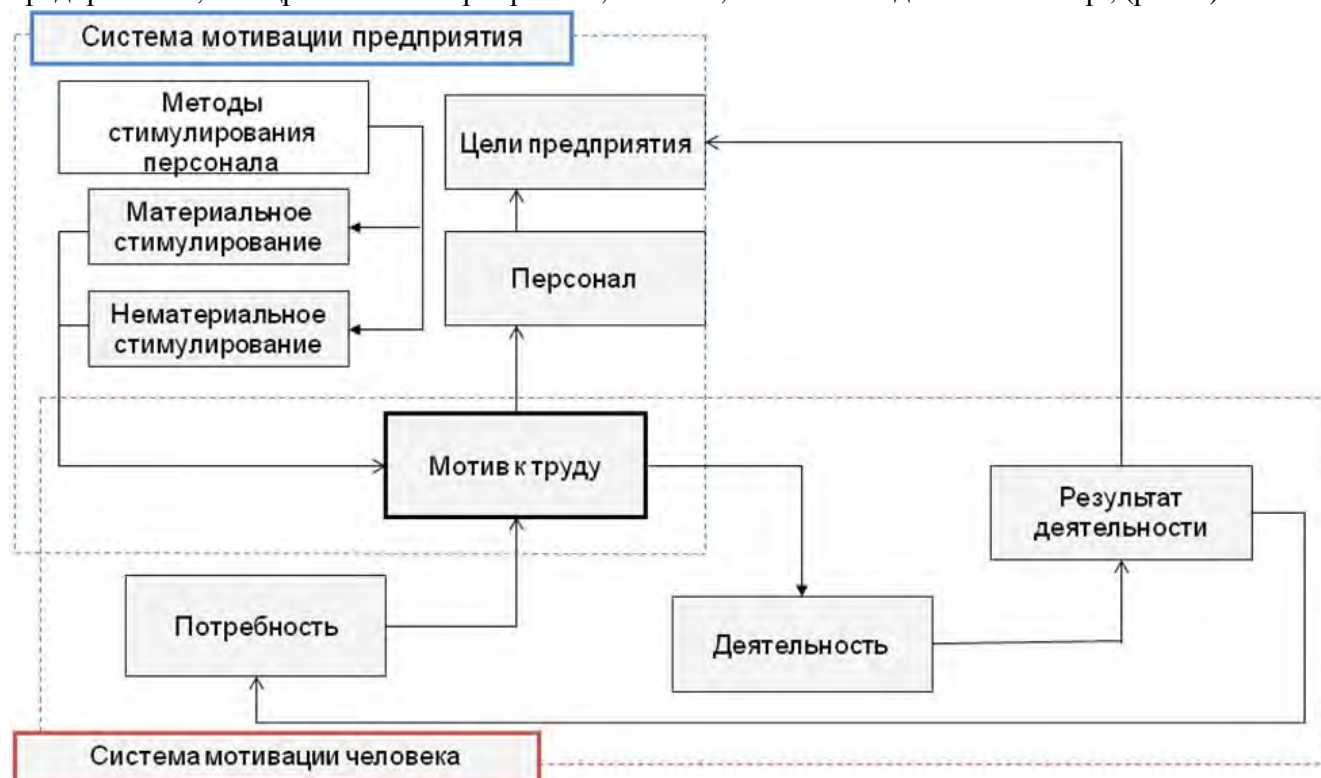 Система мотивации предприятия
Методы
стимулирования
персонала
Цели предприятия
Материальное
стимулирование
Персонал
Нематериальное
стимулирование
Мотив к труду
Результат
деятельности
Потребность
Деятельность
Система мотивации человека